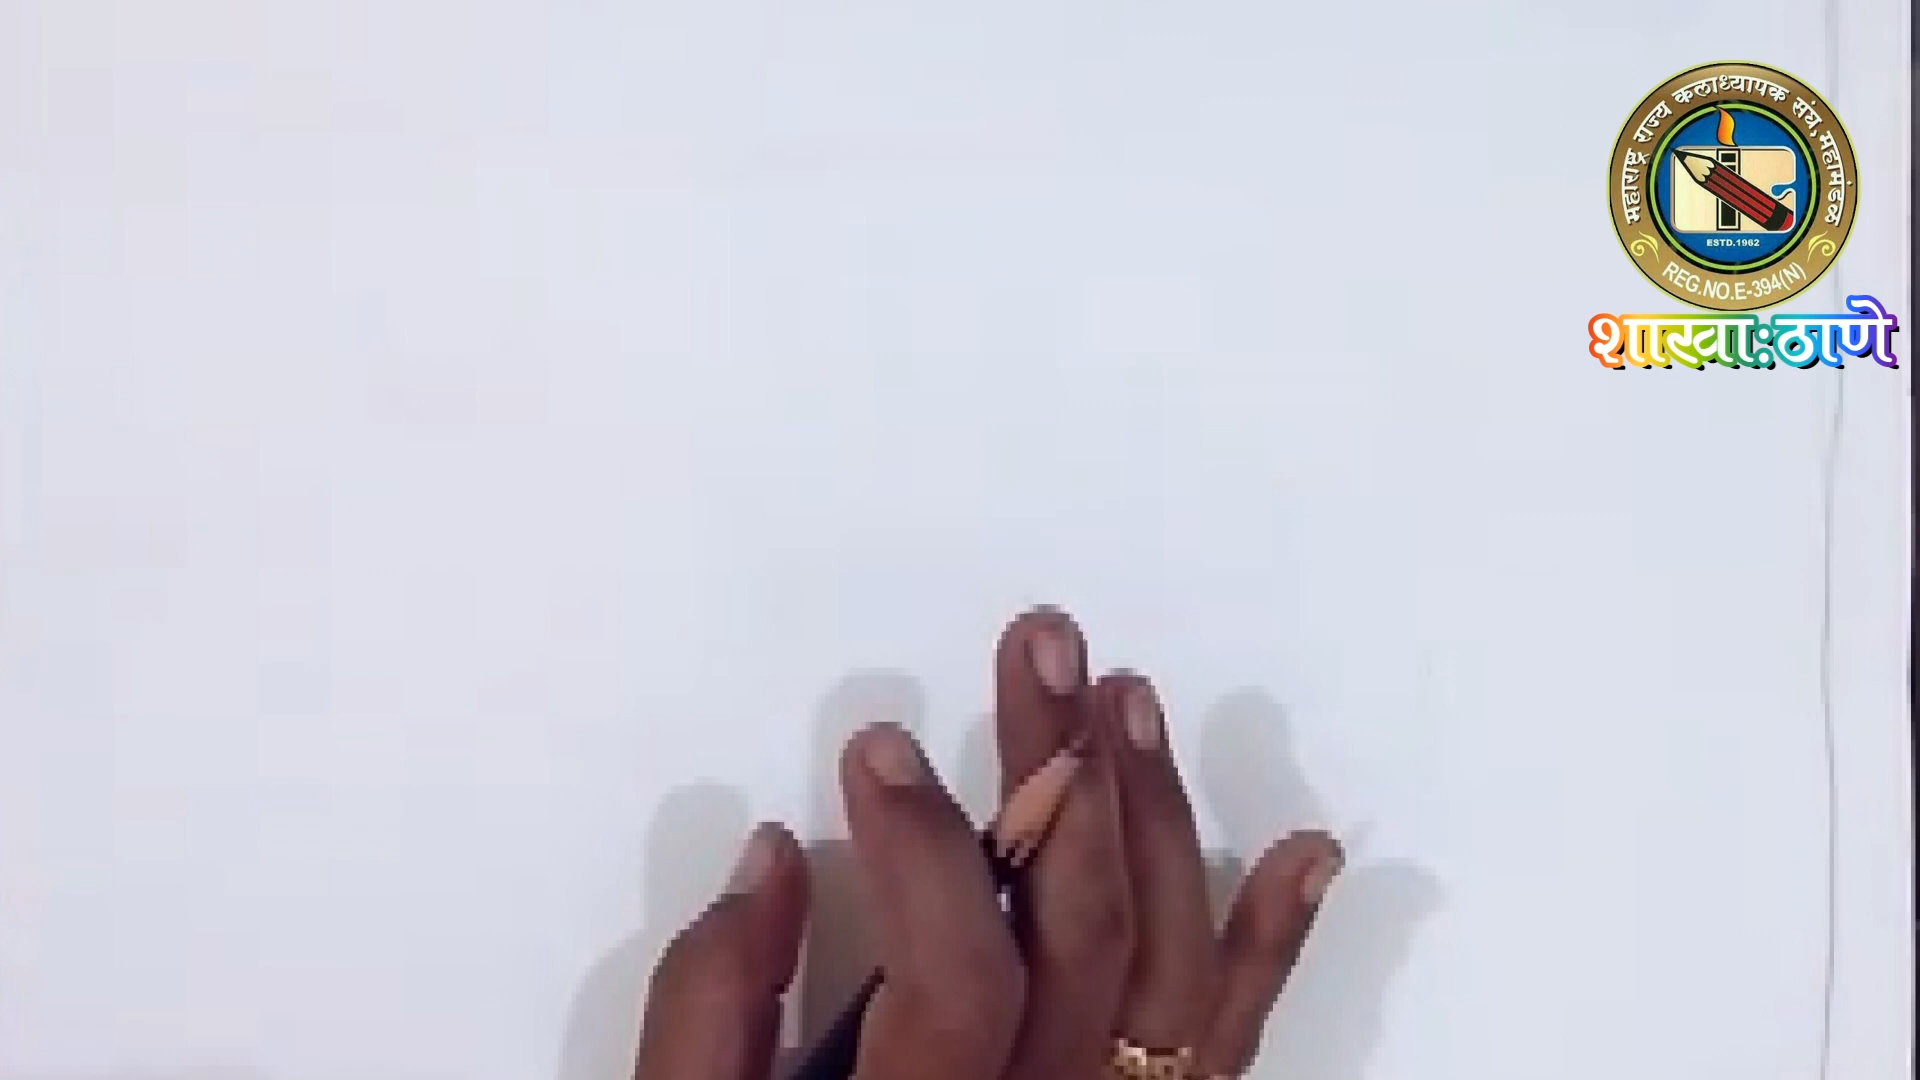 महाराष्ट्र राज्य कलाध्यापक संघ, महामंडळ
ESTD.1962
REG.NO.E-394(N)
शाखा:ठाणे